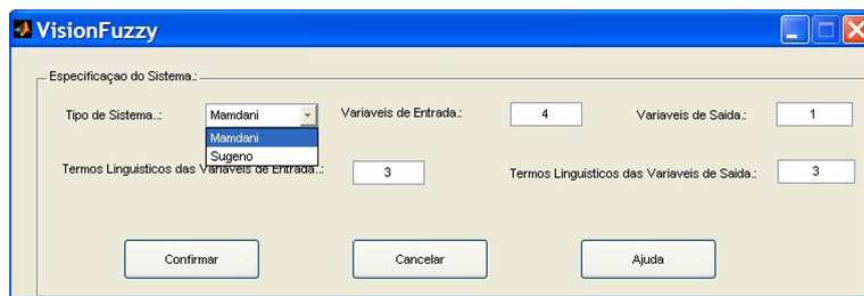 VisionFuzzy
Especificaçao do Sistema.:
Tipo de Sistema..: Mamdani Variaveis de Entrada.: 4 Variaveis de Saida.: 1
Mamdani
Sugeno
Termos Linguisticos das Variaveis de Entrada..: 3 Termos Linguisticos das Variaveis de Saida.: 3
Confirmar Cancelar Ajuda